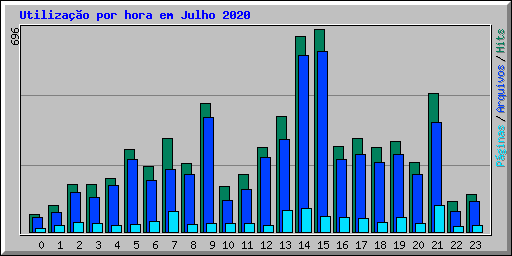 Utilização por hora em Julho 2020
696
Páginas / Arquivos / Hits
0 1 2 3 4 5 6 7 8 9 10 11 12 13 14 15 16 17 18 19 20 21 22 23